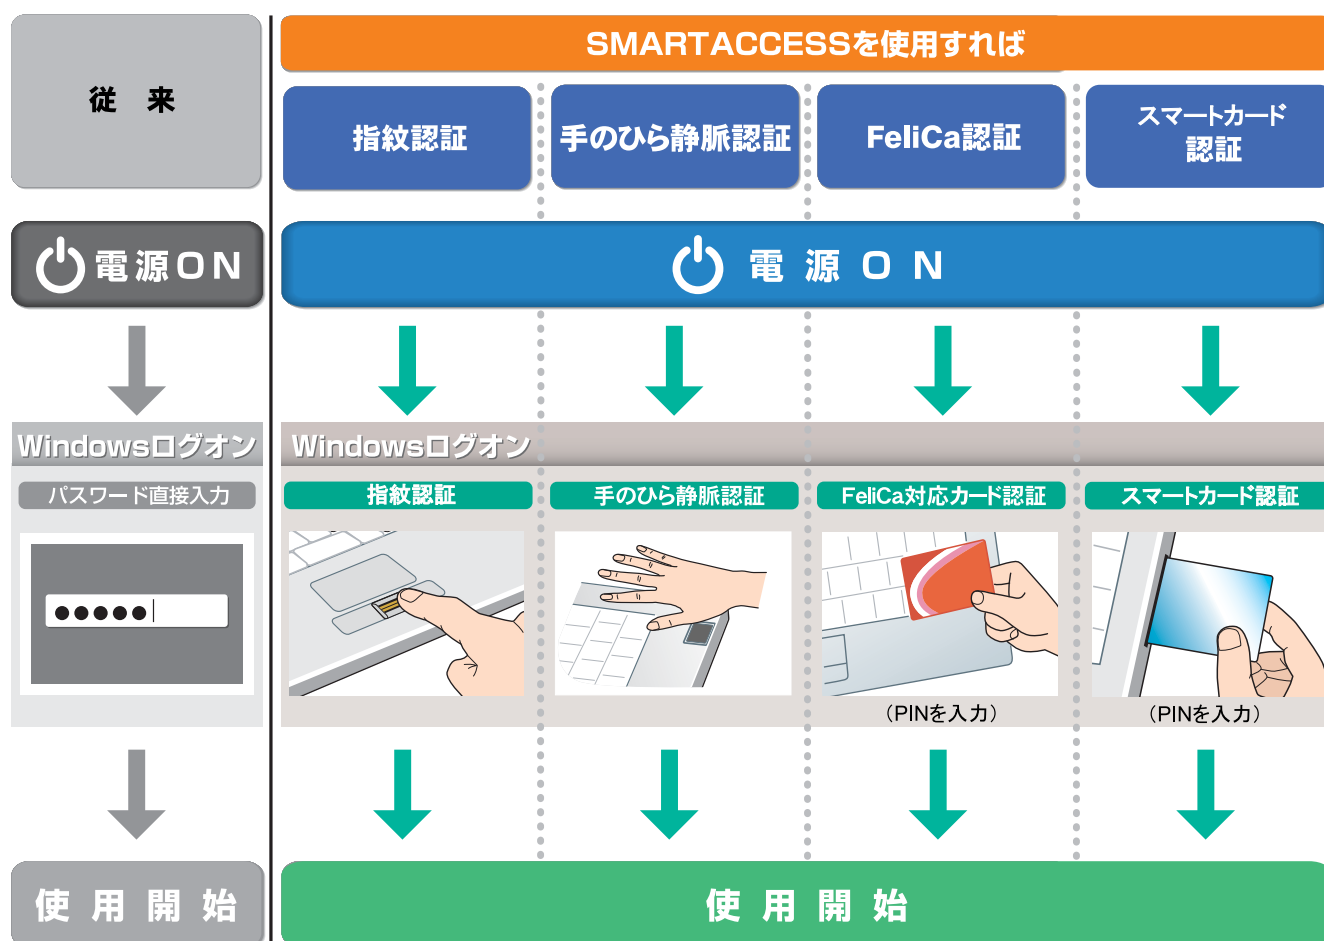 従 来
SMARTACCESSを使用すれば
指紋認証
手のひら静脈認証
FeliCa認証
スマートカード
認証
電源ON
電 源 O N
Windowsログオン
Windowsログオン
パスワード直接入力
指紋認証
手のひら静脈認証
FeliCa対応カード認証
スマートカード認証
(PINを入力)
(PINを入力)
使 用 開 始
使 用 開 始